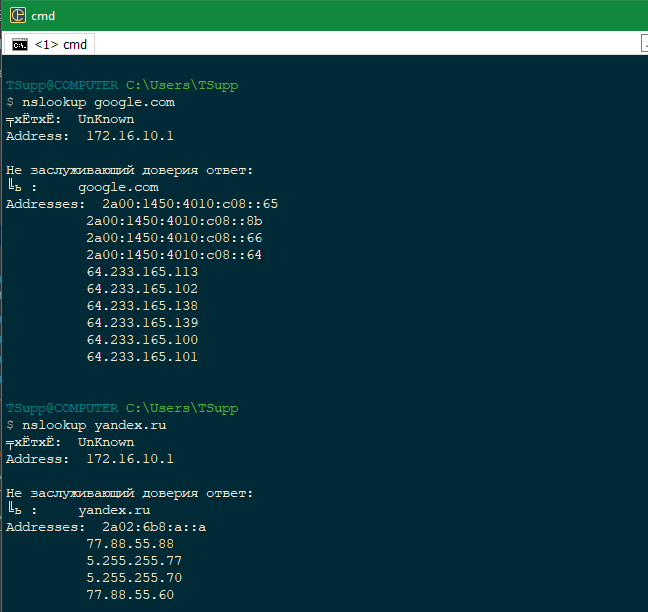 cmd
<1> cmd
TSupp@COMPUTER C:\Users\TSupp
$ nslookup google.com
╤хЁтхЁ:  UnKnown
Address:  172.16.10.1
Не заслуживающий доверия ответ:
╚ь :     google.com
Addresses:  2a00:1450:4010:c08::65
2a00:1450:4010:c08::8b
2a00:1450:4010:c08::66
2a00:1450:4010:c08::64
64.233.165.113
64.233.165.102
64.233.165.138
64.233.165.139
64.233.165.100
64.233.165.101
TSupp@COMPUTER C:\Users\TSupp
$ nslookup yandex.ru
╤хЁтхЁ:  UnKnown
Address:  172.16.10.1
Не заслуживающий доверия ответ:
╚ь :     yandex.ru
Addresses:  2a02:6b8:a::a
77.88.55.88
5.255.255.77
5.255.255.70
77.88.55.60